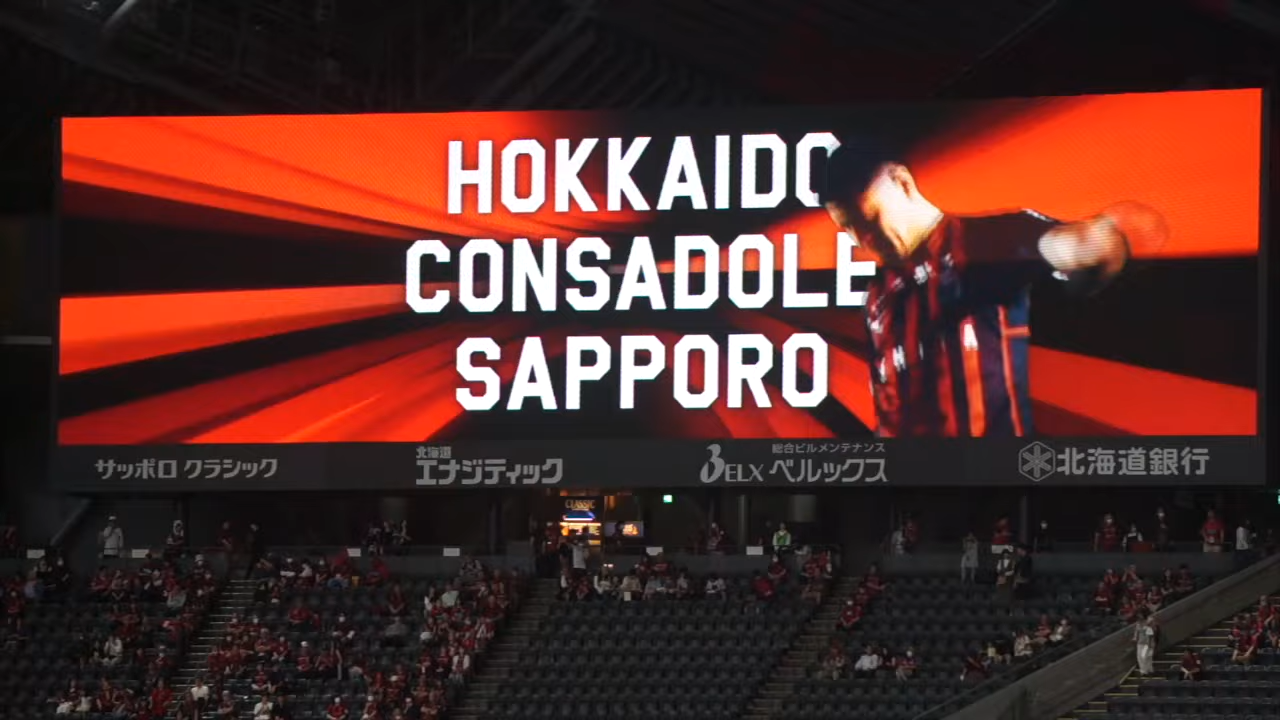 HOKKAIDO
CONSADOLE
SAPPORO
サッポロ クラシック
北海道
エナジティック
総合ビルメンテナンス
BELX ベルックス
北海道銀行
CLASSIC